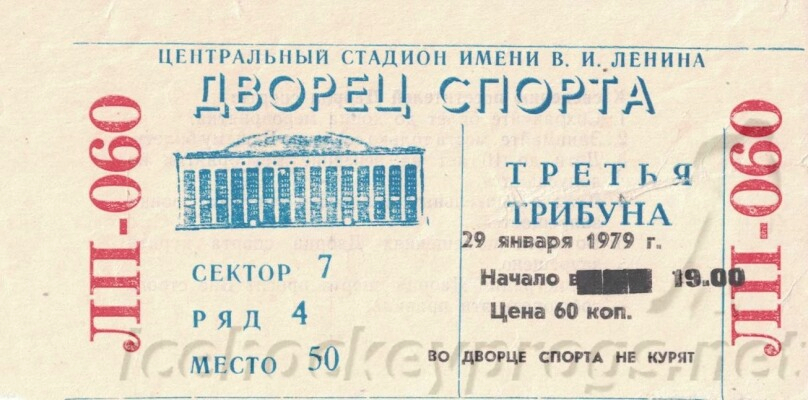 ЦЕНТРАЛЬНЫЙ СТАДИОН ИМЕНИ В. И. ЛЕНИНА
ДВОРЕЦ СПОРТА
ЛП-060
ТРЕТЬЯ
ТРИБУНА
29 января 1979 г.
Начало в 19.00
Цена 60 коп.
СЕКТОР 7
РЯД 4
МЕСТО 50
ВО ДВОРЦЕ СПОРТА НЕ КУРЯТ
ЛП-060
icehockeyprogs.net